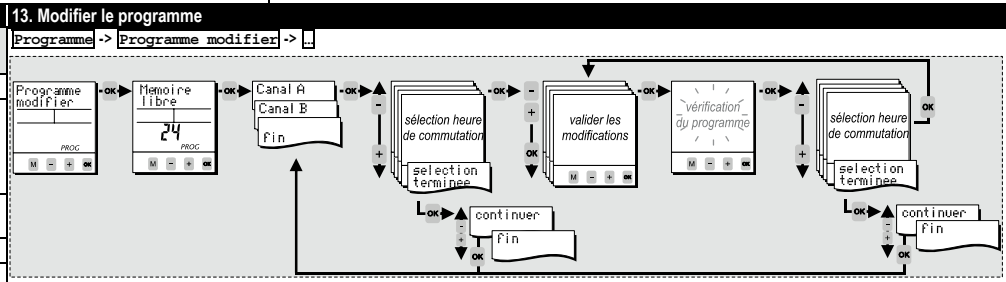 13. Modifier le programme
Programme -> Programme modifier -> ...
Programme
modifier
PROG
M - + OK
OK
Memoire
libre
24
PROG
M - + OK
OK
Canal A
Canal B
fin
OK
-
+
sélection heure
de commutation
selection
terminee
OK
-
+
continuer
fin
OK
OK
-
+
OK
valider les
modifications
M - + OK
OK
vérification
du programme
M - + OK
OK
-
+
sélection heure
de commutation
selection
terminee
OK
OK
-
+
continuer
fin
OK